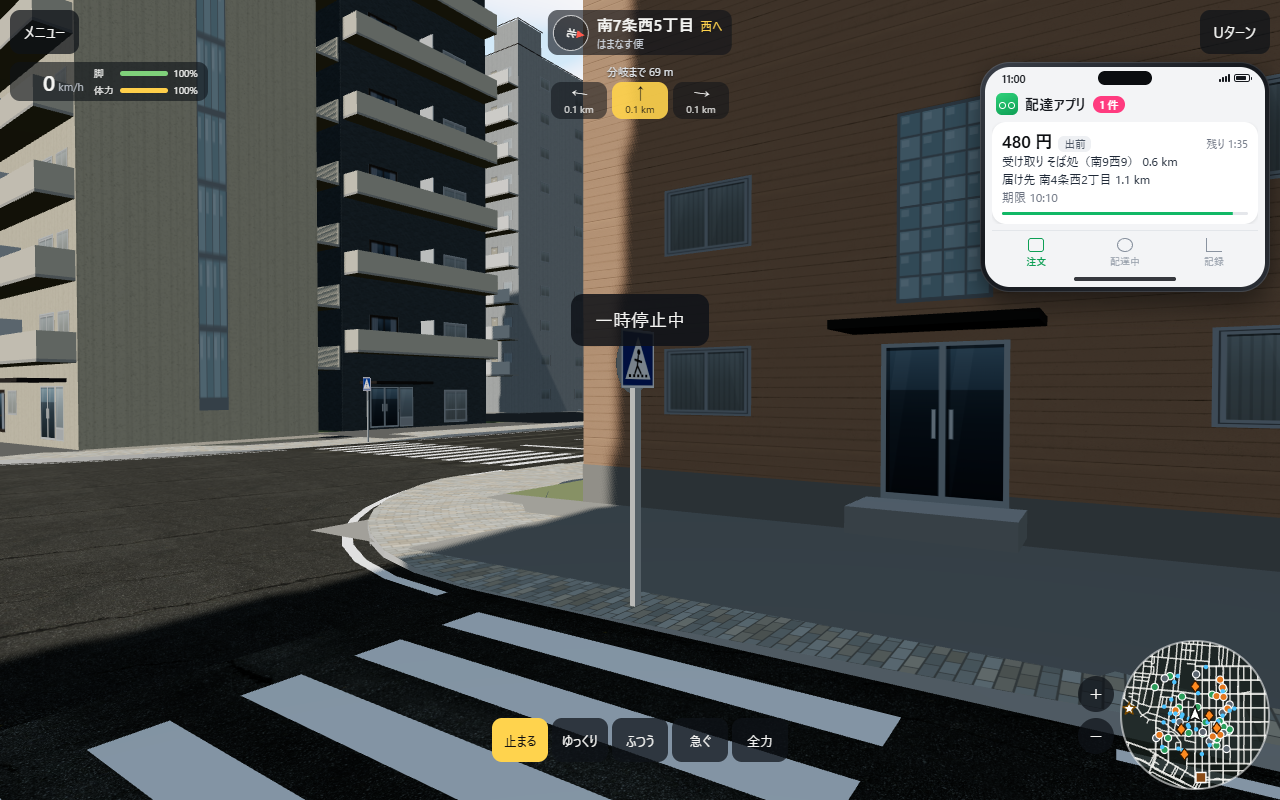 メニュー
0 km/h
脚 100%
体力 100%
南7条西5丁目 西へ
はまなす便
分岐まで 69 m
← 0.1 km
↑ 0.1 km
→ 0.1 km
Uターン
11:00
配達アプリ 1 件
480 円 出前 残り 1:35
受け取り そば処（南9西9） 0.6 km
届け先 南4条西2丁目 1.1 km
期限 10:10
注文 配達中 記録
一時停止中
止まる ゆっくり ふつう 急ぐ 全力
+
−